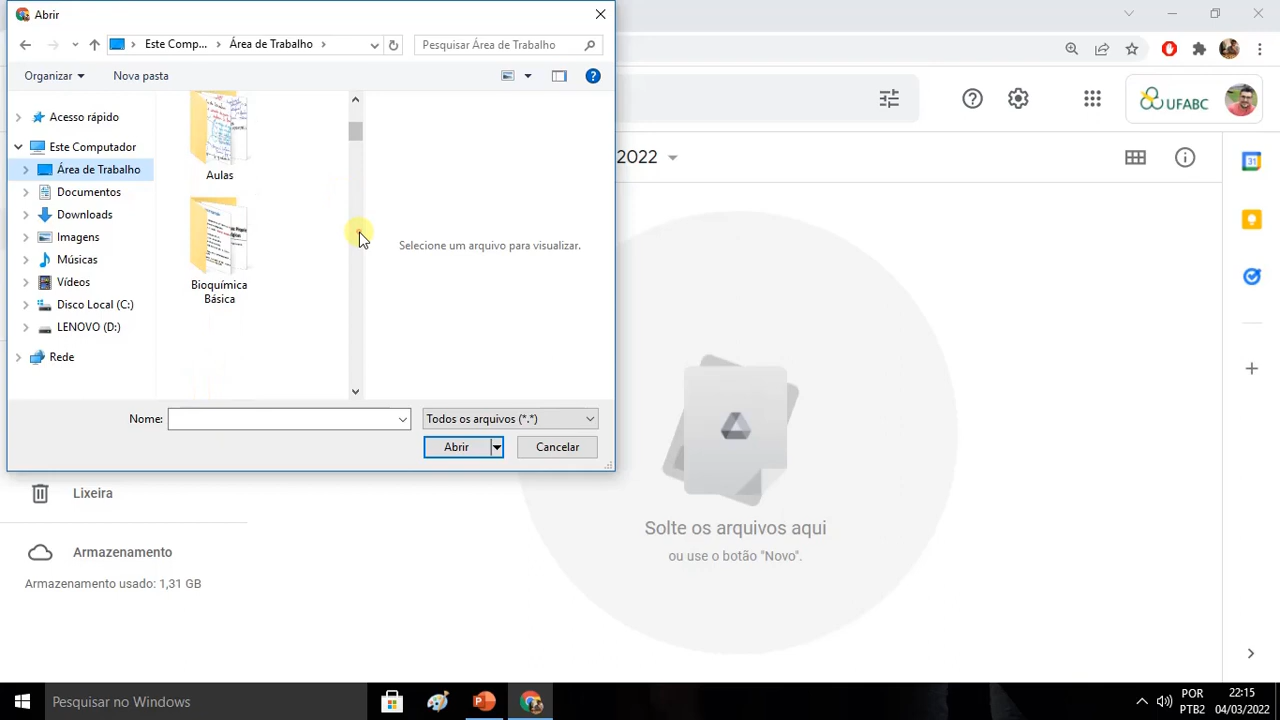 Abrir
Este Comp... Área de Trabalho
Pesquisar Área de Trabalho
Organizar
Nova pasta
Acesso rápido
Este Computador
Área de Trabalho
Documentos
Downloads
Imagens
Músicas
Vídeos
Disco Local (C:)
LENOVO (D:)
Rede
Aulas
Bioquímica
Básica
Selecione um arquivo para visualizar.
Nome:
Todos os arquivos (*.*)
Abrir
Cancelar
UFABC
2022
Solte os arquivos aqui
ou use o botão "Novo".
Lixeira
Armazenamento
Armazenamento usado: 1,31 GB
Pesquisar no Windows
POR
PTB2
22:15
04/03/2022